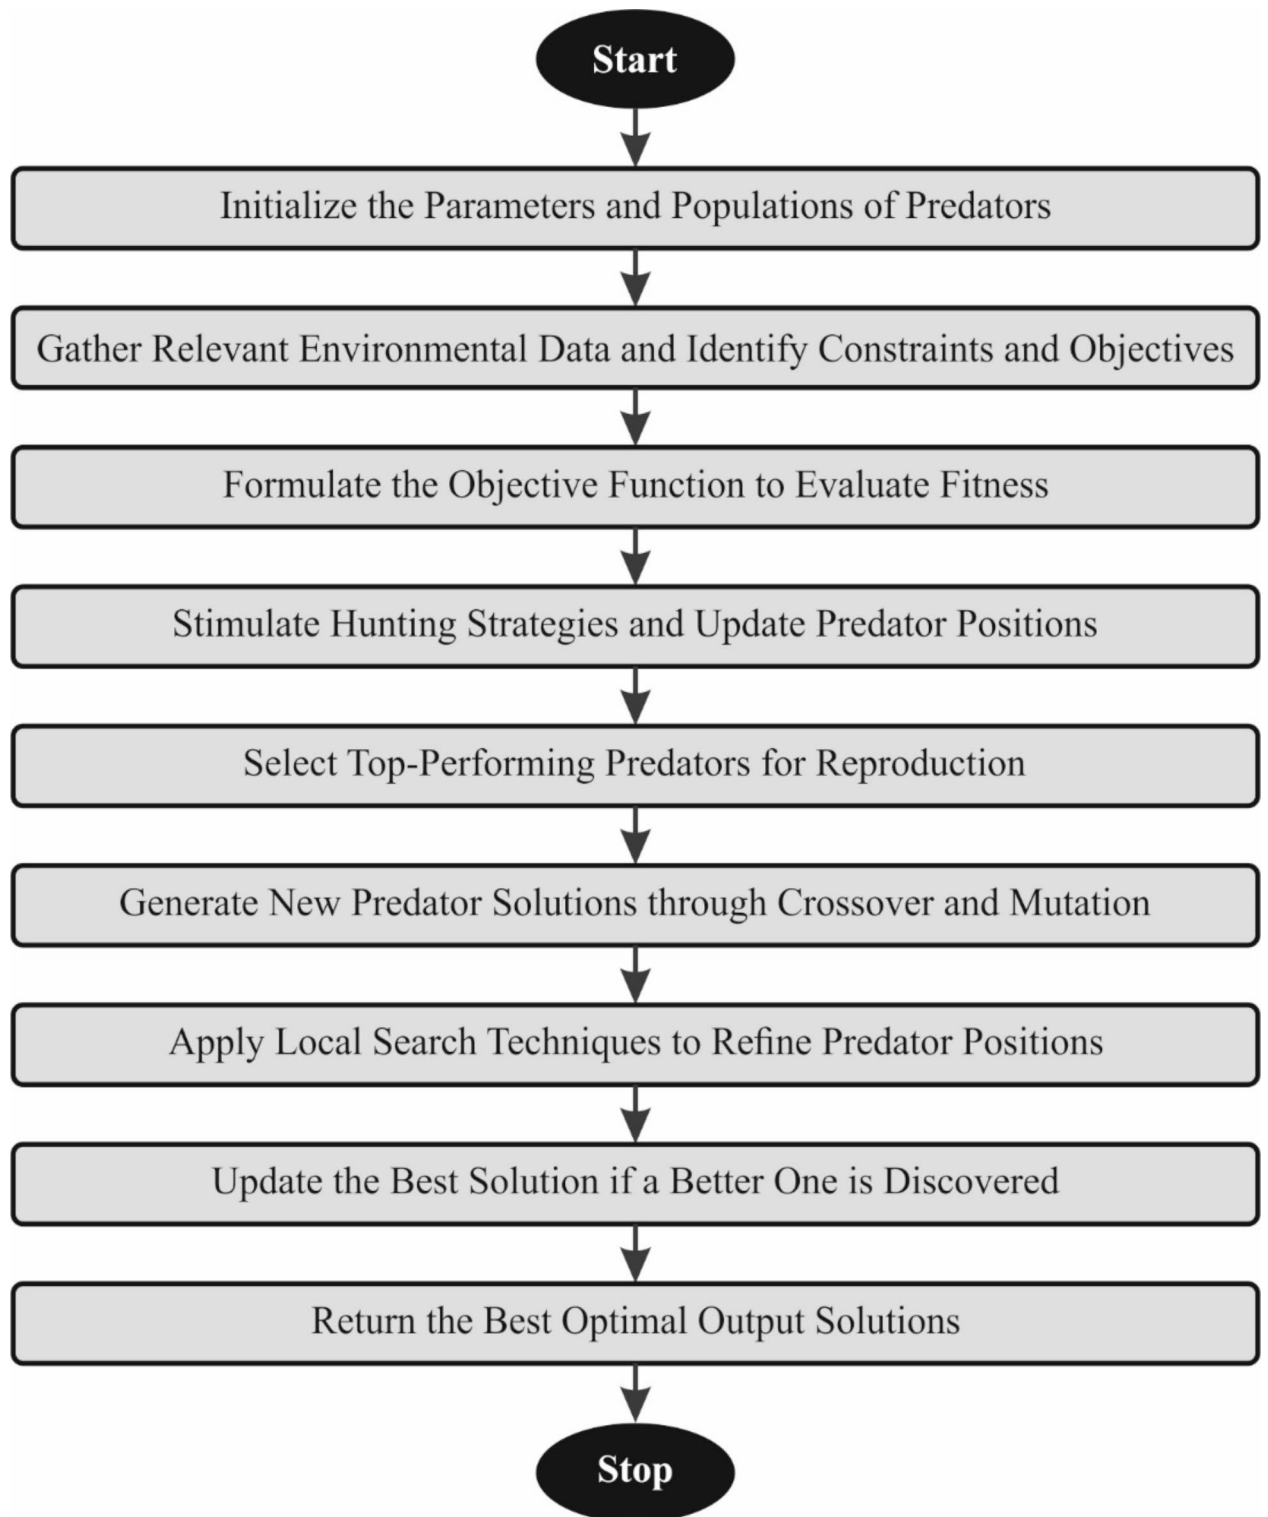 Start
Initialize the Parameters and Populations of Predators
Gather Relevant Environmental Data and Identify Constraints and Objectives
Formulate the Objective Function to Evaluate Fitness
Stimulate Hunting Strategies and Update Predator Positions
Select Top-Performing Predators for Reproduction
Generate New Predator Solutions through Crossover and Mutation
Apply Local Search Techniques to Refine Predator Positions
Update the Best Solution if a Better One is Discovered
Return the Best Optimal Output Solutions
Stop